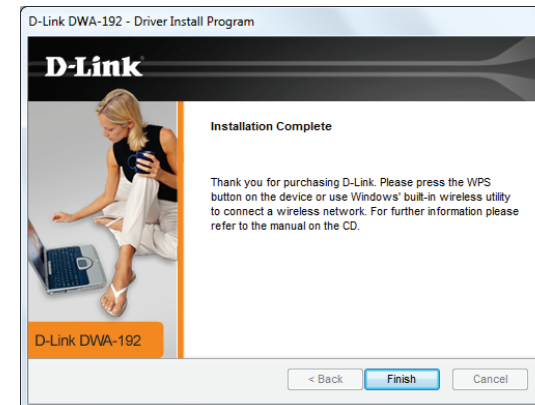 D-Link DWA-192 - Driver Install Program
D-Link
Installation Complete
Thank you for purchasing D-Link. Please press the WPS
button on the device or use Windows' built-in wireless utility
to connect a wireless network. For further information please
refer to the manual on the CD.
D-Link DWA-192
< Back Finish Cancel